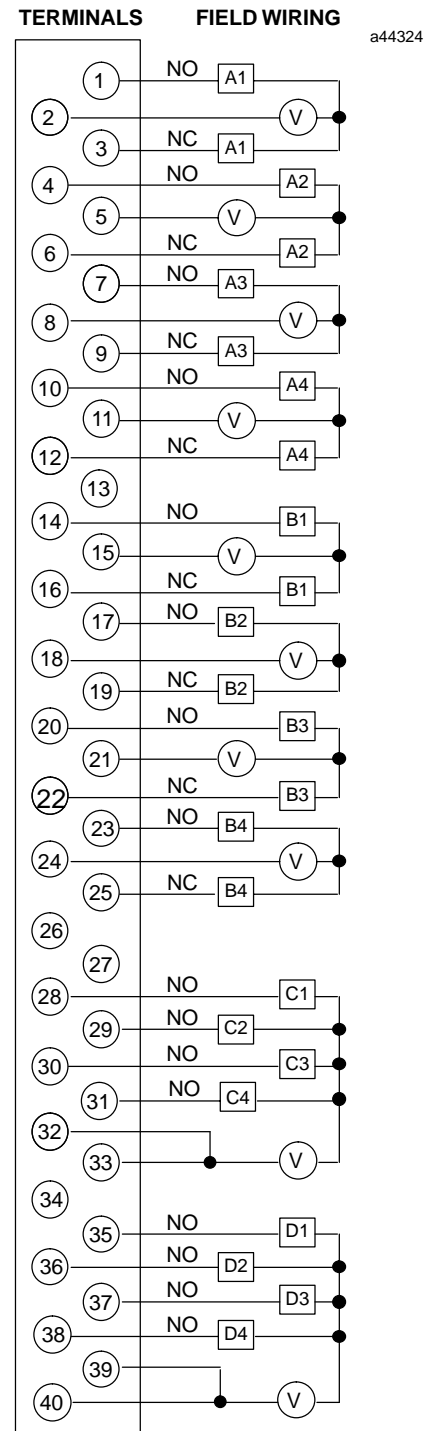 TERMINALS FIELD WIRING
a44324
1 NO A1
2 V
3 NC A1
4 NO A2
5 V
6 NC A2
7 NO A3
8 V
9 NC A3
10 NO A4
11 V
12 NC A4
13
14 NO B1
15 V
16 NC B1
17 NO B2
18 V
19 NC B2
20 NO B3
21 V
22 NC B3
23 NO B4
24 V
25 NC B4
26
27
28 NO C1
29 NO C2
30 NO C3
31 NO C4
32
33 V
34
35 NO D1
36 NO D2
37 NO D3
38 NO D4
39
40 V